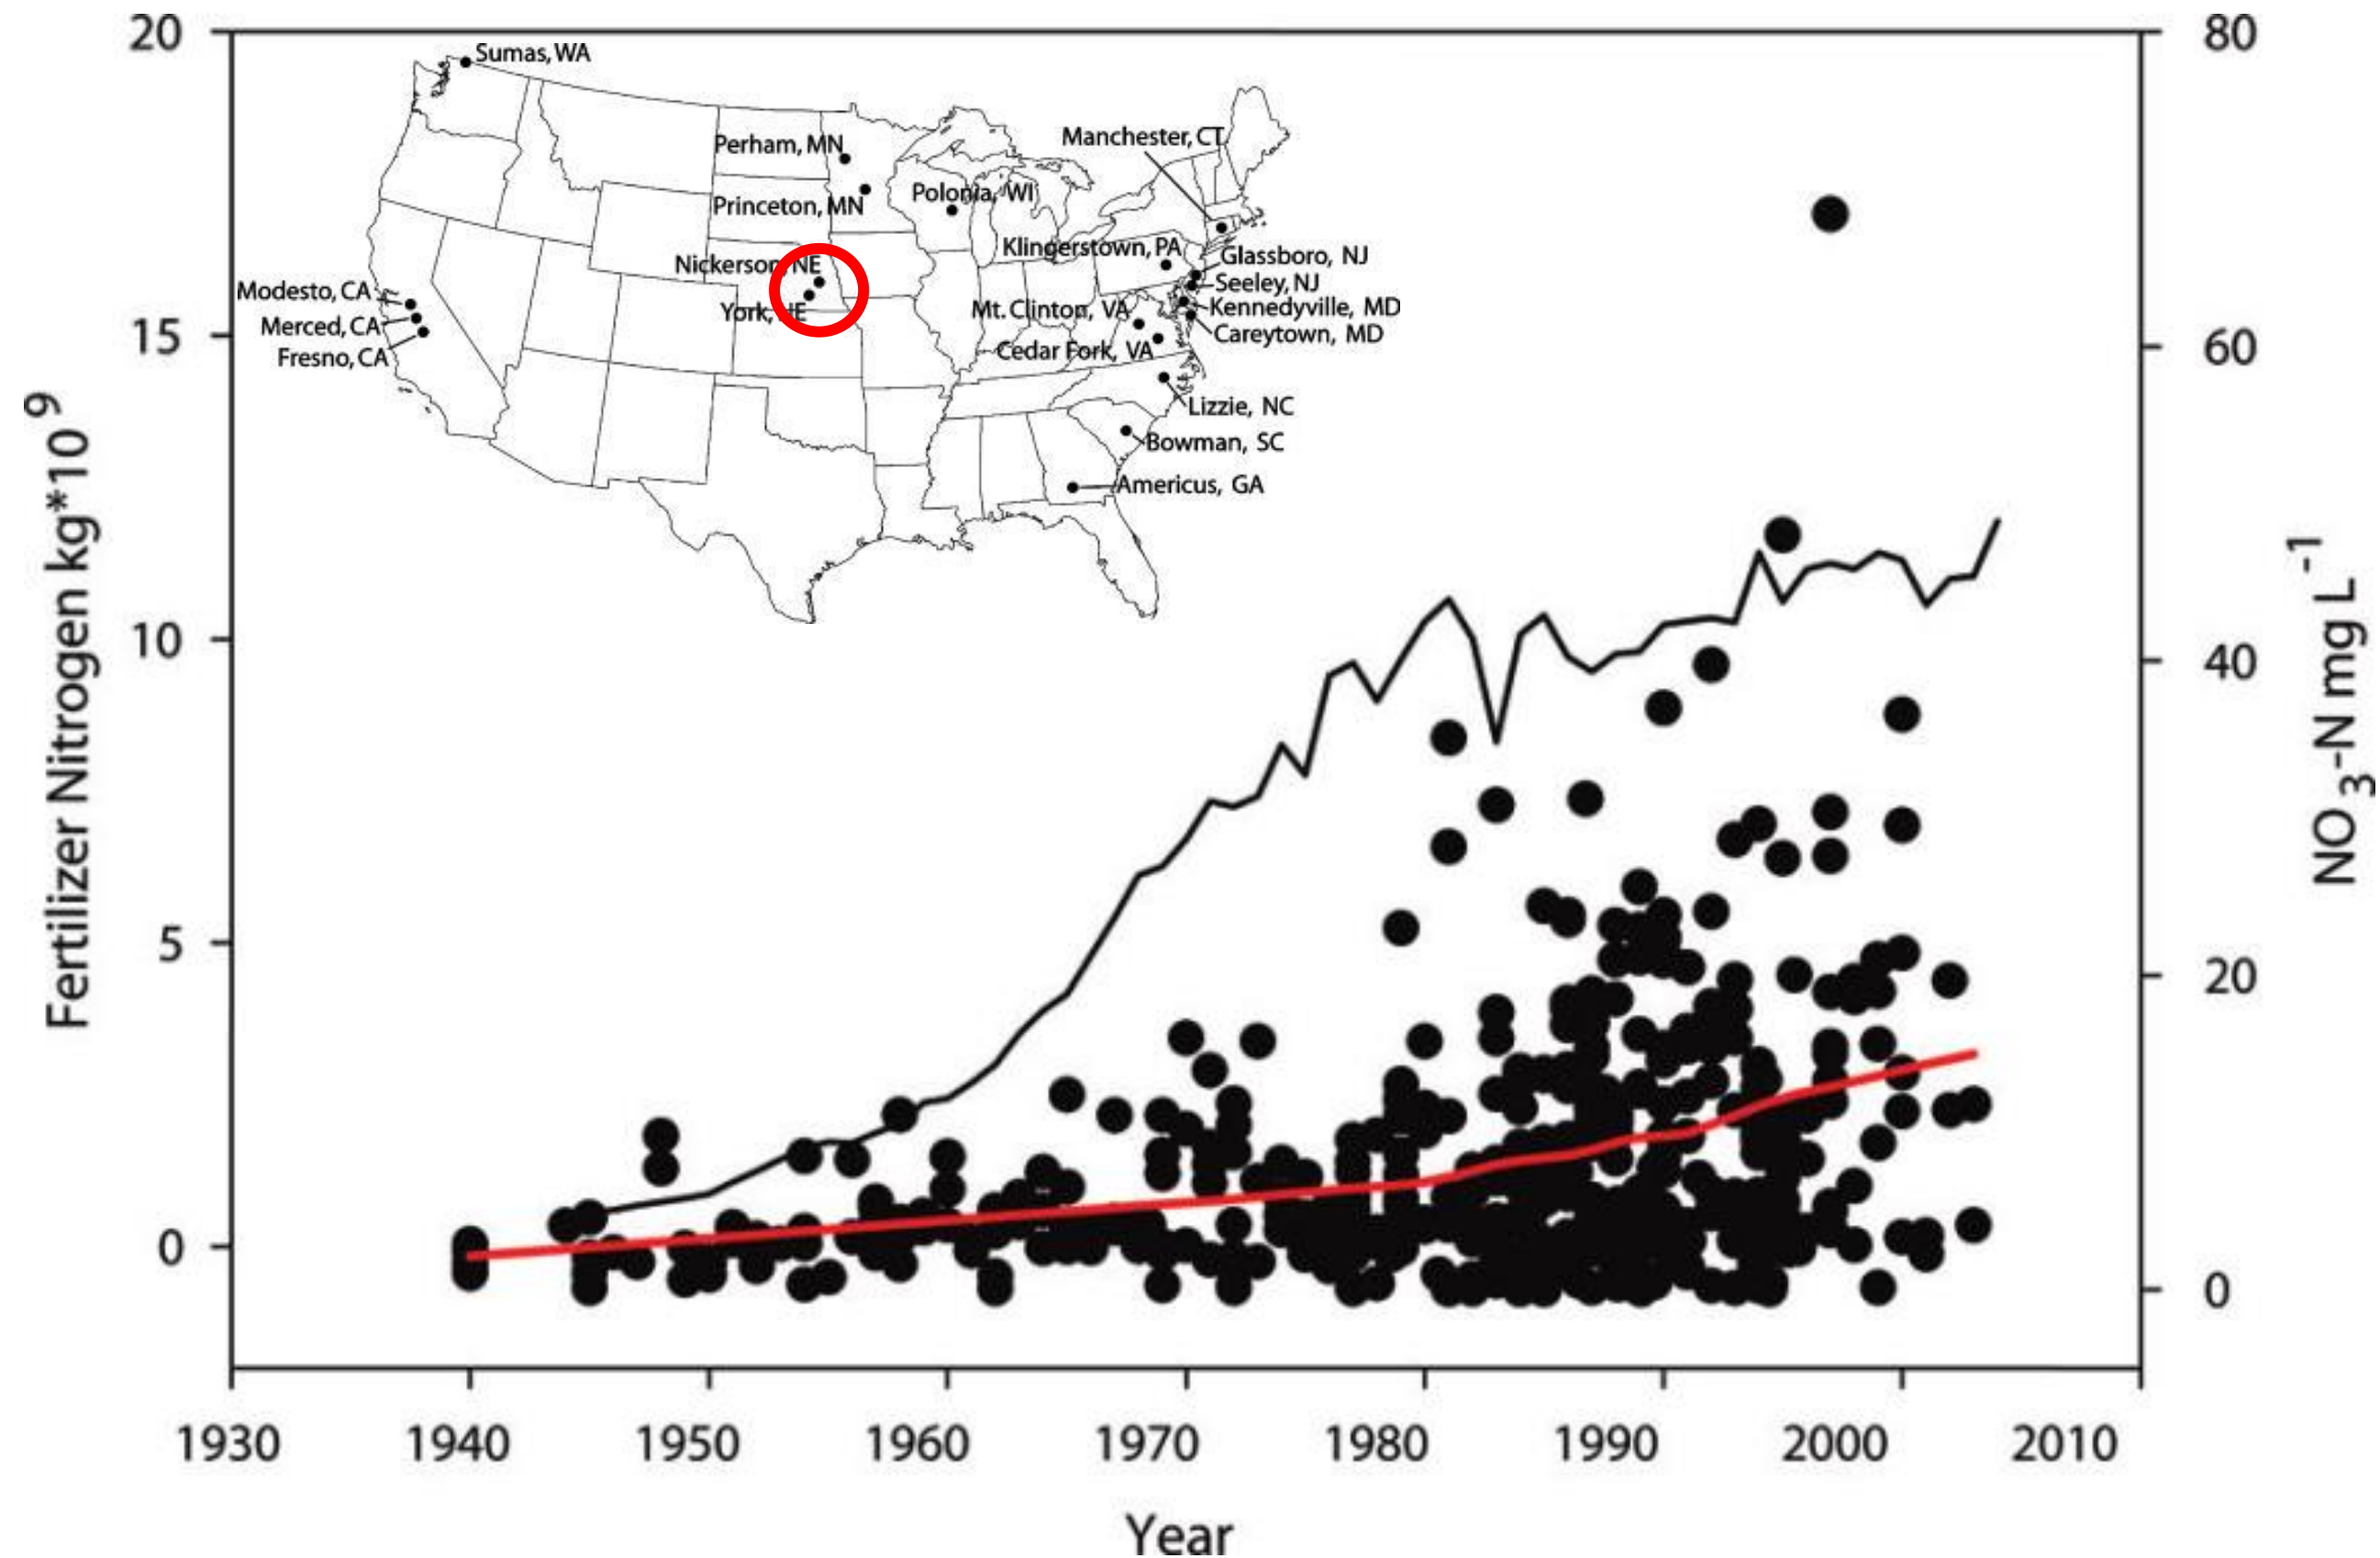 20
15
10
5
0
Fertilizer Nitrogen kg*10⁹
Sumas, WA
Perham, MN
Princeton, MN
Polonia, WI
Manchester, CT
Nickerson, NE
York, NE
Modesto, CA
Merced, CA
Fresno, CA
Klingerstown, PA
Glassboro, NJ
Seeley, NJ
Kennedyville, MD
Careytown, MD
Mt. Clinton, VA
Cedar Fork, VA
Lizzie, NC
Bowman, SC
Americus, GA
80
60
40
20
0
NO₃-N mg L⁻¹
1930 1940 1950 1960 1970 1980 1990 2000 2010
Year